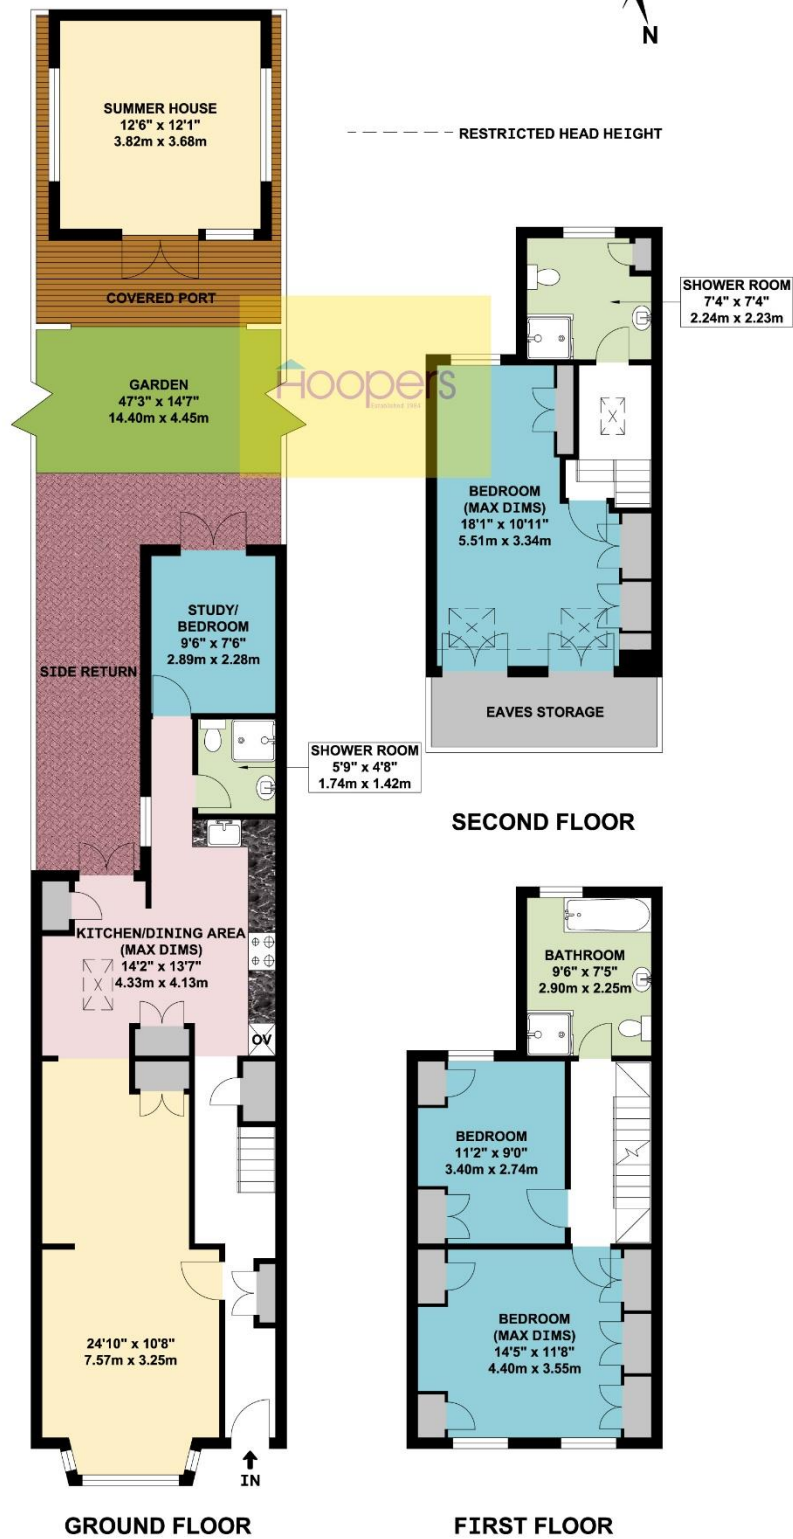 N
SUMMER HOUSE
12'6" x 12'1"
3.82m x 3.68m
RESTRICTED HEAD HEIGHT
COVERED PORT
GARDEN
47'3" x 14'7"
14.40m x 4.45m
Hoopers
Established 1984
SHOWER ROOM
7'4" x 7'4"
2.24m x 2.23m
BEDROOM
(MAX DIMS)
18'1" x 10'11"
5.51m x 3.34m
EAVES STORAGE
SECOND FLOOR
STUDY/
BEDROOM
9'6" x 7'6"
2.89m x 2.28m
SIDE RETURN
SHOWER ROOM
5'9" x 4'8"
1.74m x 1.42m
KITCHEN/DINING AREA
(MAX DIMS)
14'2" x 13'7"
4.33m x 4.13m
OV
24'10" x 10'8"
7.57m x 3.25m
IN
GROUND FLOOR
BATHROOM
9'6" x 7'5"
2.90m x 2.25m
BEDROOM
11'2" x 9'0"
3.40m x 2.74m
BEDROOM
(MAX DIMS)
14'5" x 11'8"
4.40m x 3.55m
FIRST FLOOR